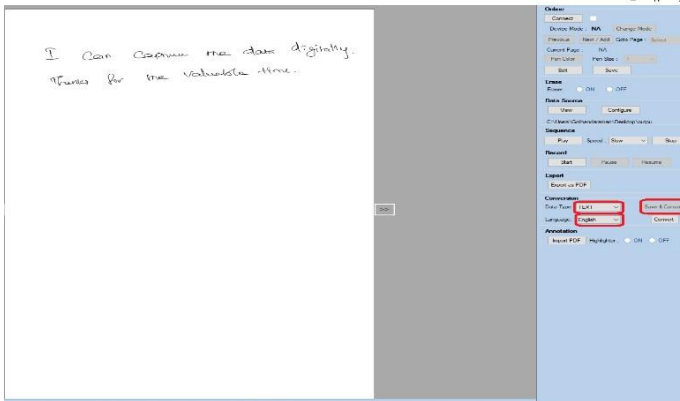 I can capture the data digitally.
Thanks for the valuable time.
>>
Online
Connect
Device Mode : NA Change Mode
Previous Next / Add Goto Page : Select
Current Page : NA
Pen Color Pen Size : 1
Edit Save
Erase
Eraser ON OFF
Data Source
View Configure
Sequence
Play Speed : Slow Stop
Record
Start Pause Resume
Export
Export as PDF
Conversion
Data Type: TEXT Save & Convert
Language: English Convert
Annotation
Import PDF Highlighter : ON OFF